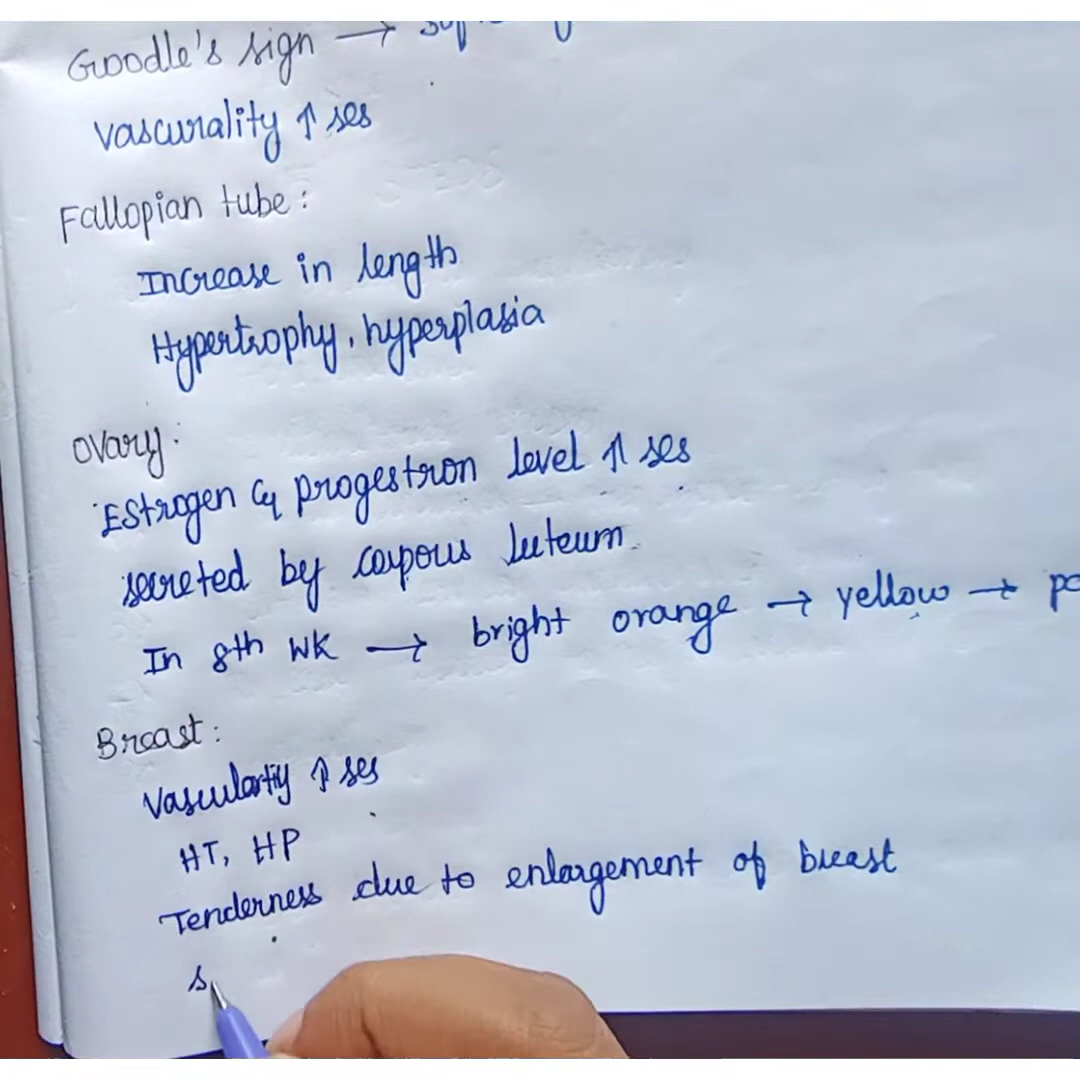 Goodle's sign →
Vascurality ↑ ses
Fallopian tube:
Increase in length
Hypertrophy, hyperplasia
Ovary:
Estrogen & progestron level ↑ ses
secreted by corpous luteum.
In 8th wk → bright orange → yellow →
Breast:
Vasculartiy ↑ ses
HT, HP
Tenderness due to enlargement of breast
s